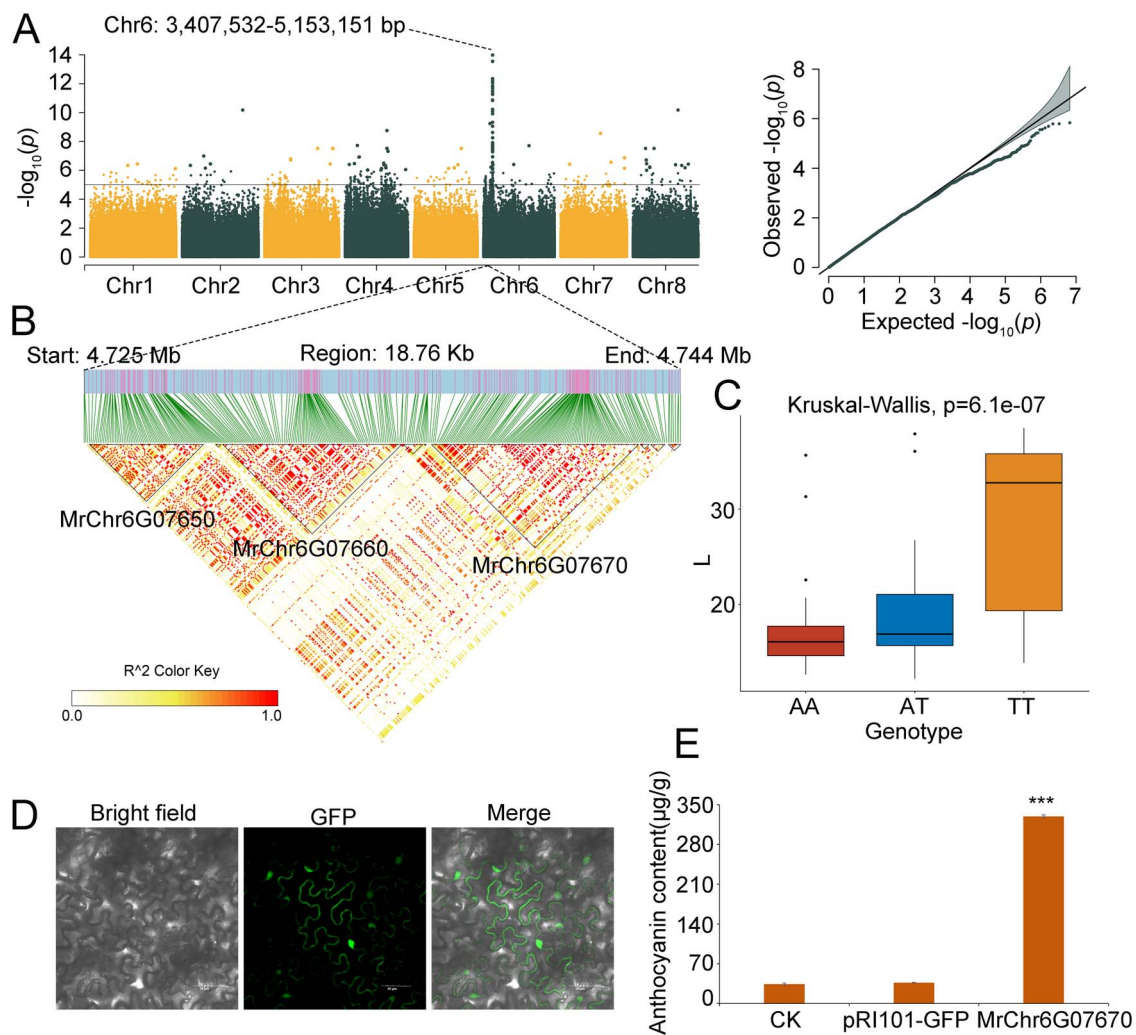 A
Chr6: 3,407,532-5,153,151 bp
14
12
10
8
6
4
2
0
-log10(p)
Chr1 Chr2 Chr3 Chr4 Chr5 Chr6 Chr7 Chr8
8
6
4
2
0
Observed -log10(p)
0 1 2 3 4 5 6 7
Expected -log10(p)
B
Start: 4.725 Mb Region: 18.76 Kb End: 4.744 Mb
MrChr6G07650
MrChr6G07660
MrChr6G07670
R^2 Color Key
0.0 1.0
C
Kruskal-Wallis, p=6.1e-07
30
20
L
AA AT TT
Genotype
D
Bright field GFP Merge
E
***
350
280
210
140
70
0
Anthocyanin content(μg/g)
CK pRI101-GFP MrChr6G07670